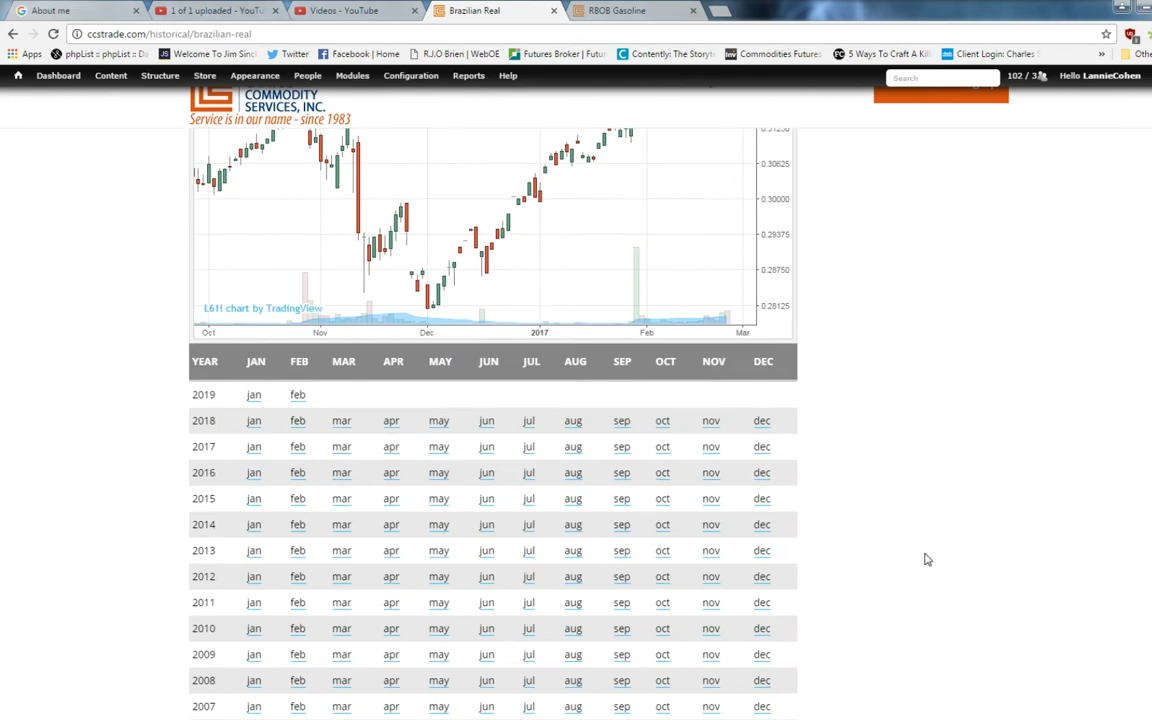 About me
1 of 1 uploaded - YouTu
Videos - YouTube
Brazilian Real
RBOB Gasoline
ccstrade.com/historical/brazilian-real
Apps
phpList :: phpList :: De
Welcome To Jim Sincl
Twitter
Facebook | Home
R.J.O Brien | WebOE
Futures Broker | Futur
Contently: The Storyt
Commodities Futures
5 Ways To Craft A Kill
Client Login: Charles S
»
Othe
Dashboard
Content
Structure
Store
Appearance
People
Modules
Configuration
Reports
Help
Search
Hello LannieCohen
COMMODITY
SERVICES, INC.
Service is in our name - since 1983
0.31250
0.30625
0.30000
0.29375
0.28750
0.28125
L61! chart by TradingView
Oct Nov Dec 2017 Feb Mar
YEAR JAN FEB MAR APR MAY JUN JUL AUG SEP OCT NOV DEC
2019 jan feb
2018 jan feb mar apr may jun jul aug sep oct nov dec
2017 jan feb mar apr may jun jul aug sep oct nov dec
2016 jan feb mar apr may jun jul aug sep oct nov dec
2015 jan feb mar apr may jun jul aug sep oct nov dec
2014 jan feb mar apr may jun jul aug sep oct nov dec
2013 jan feb mar apr may jun jul aug sep oct nov dec
2012 jan feb mar apr may jun jul aug sep oct nov dec
2011 jan feb mar apr may jun jul aug sep oct nov dec
2010 jan feb mar apr may jun jul aug sep oct nov dec
2009 jan feb mar apr may jun jul aug sep oct nov dec
2008 jan feb mar apr may jun jul aug sep oct nov dec
2007 jan feb mar apr may jun jul aug sep oct nov dec